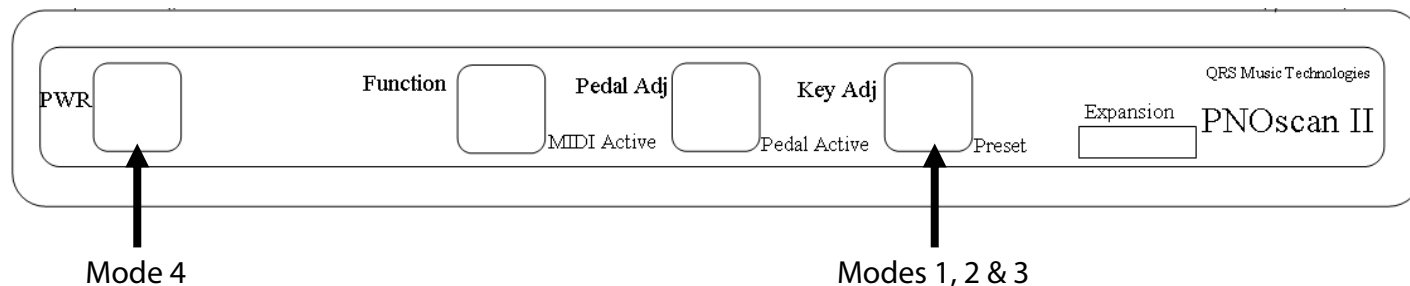 PWR
Function
MIDI Active
Pedal Adj
Pedal Active
Key Adj
Preset
Expansion
QRS Music Technologies
PNOscan II
Mode 4
Modes 1, 2 & 3